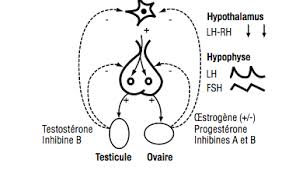 Hypothalamus
LH-RH
Hypophyse
LH
FSH
Testostérone
Inhibine B
Œstrogène (+/-)
Progestérone
Inhibines A et B
Testicule
Ovaire
-
-
-
+
-
-
+
+